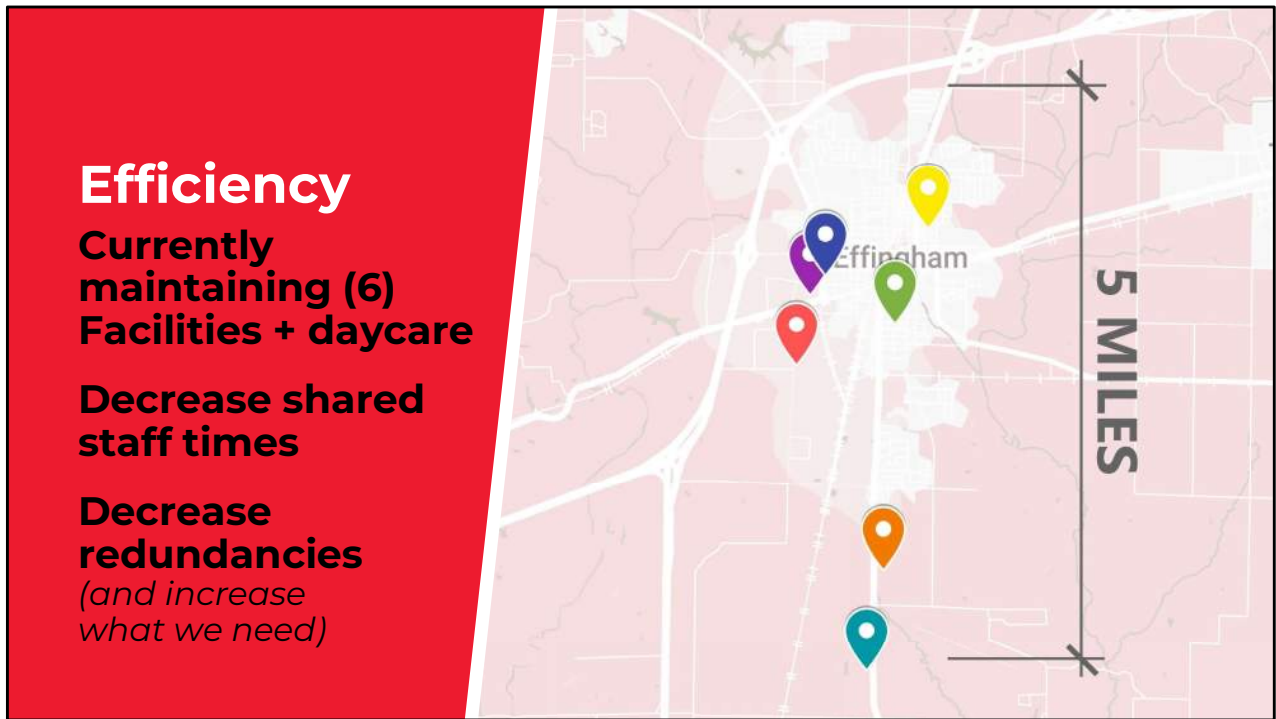 Efficiency
Currently
maintaining (6)
Facilities + daycare
Decrease shared
staff times
Decrease
redundancies
(and increase
what we need)
Effingham
5 MILES